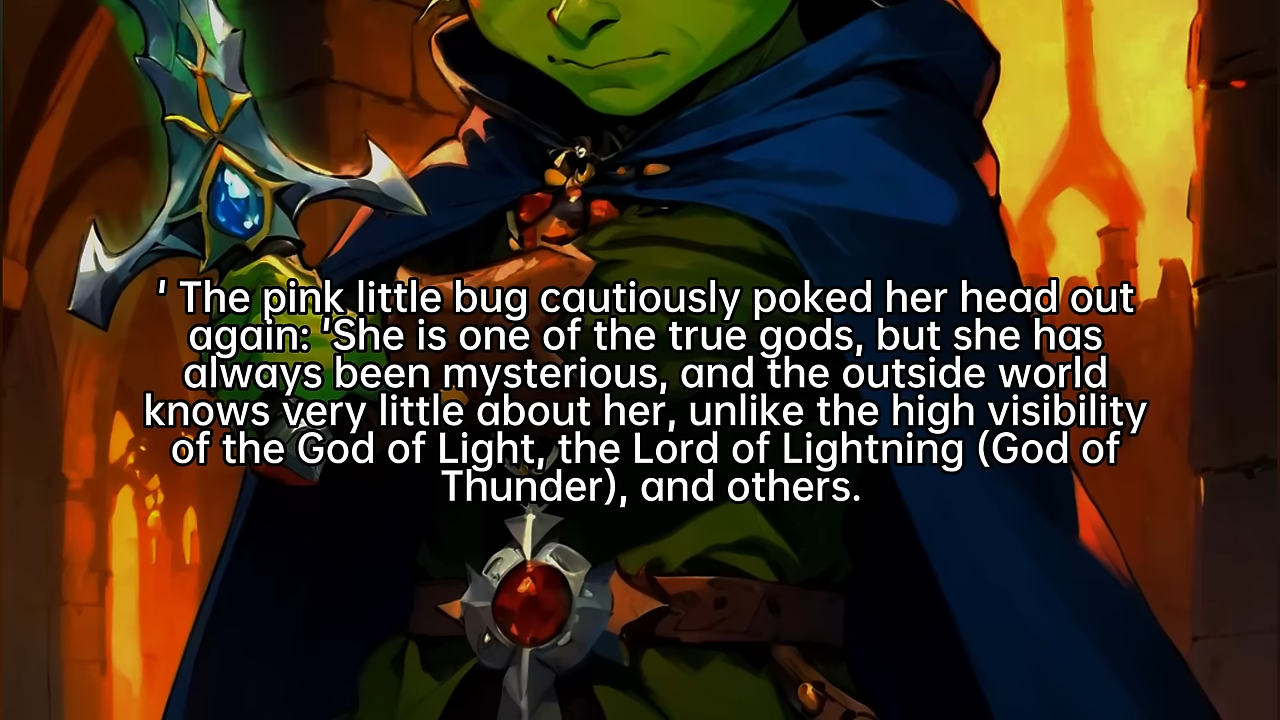 ' The pink little bug cautiously poked her head out
again: 'She is one of the true gods, but she has
always been mysterious, and the outside world
knows very little about her, unlike the high visibility
of the God of Light, the Lord of Lightning (God of
Thunder), and others.